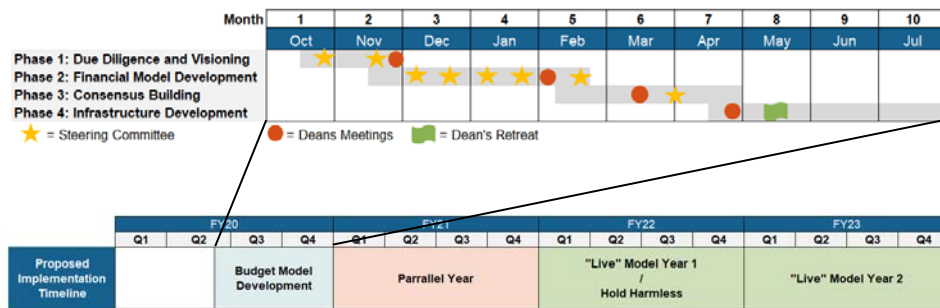 Month 1 2 3 4 5 6 7 8 9 10
Oct Nov Dec Jan Feb Mar Apr May Jun Jul
Phase 1: Due Diligence and Visioning
Phase 2: Financial Model Development
Phase 3: Consensus Building
Phase 4: Infrastructure Development
= Steering Committee = Deans Meetings = Dean's Retreat
FY20 FY21 FY22 FY23
Q1 Q2 Q3 Q4 Q1 Q2 Q3 Q4 Q1 Q2 Q3 Q4 Q1 Q2 Q3 Q4
Proposed
Implementation
Timeline
Budget Model
Development
Parrallel Year
"Live" Model Year 1
/
Hold Harmless
"Live" Model Year 2